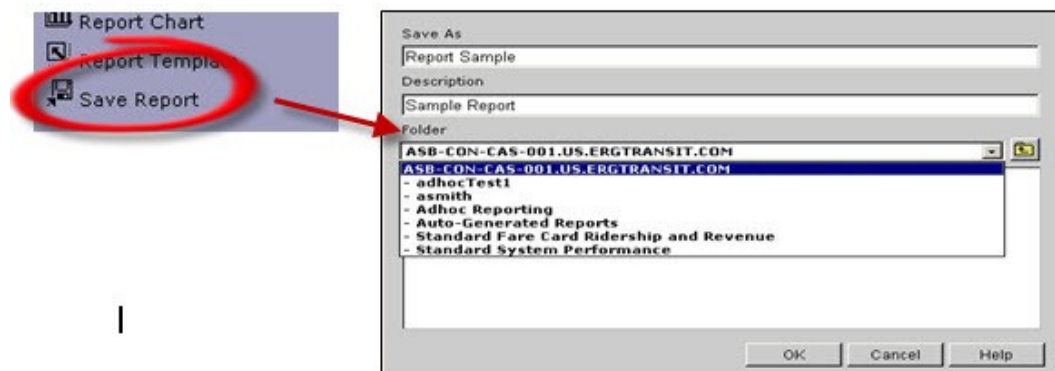 Report Chart
Report Template
Save Report
Save As
Report Sample
Description
Sample Report
Folder
ASB-CON-CAS-001.US.ERGTRANSIT.COM
ASB-CON-CAS-001.US.ERGTRANSIT.COM
- adhocTest1
- asmith
- Adhoc Reporting
- Auto-Generated Reports
- Standard Fare Card Ridership and Revenue
- Standard System Performance
OK Cancel Help